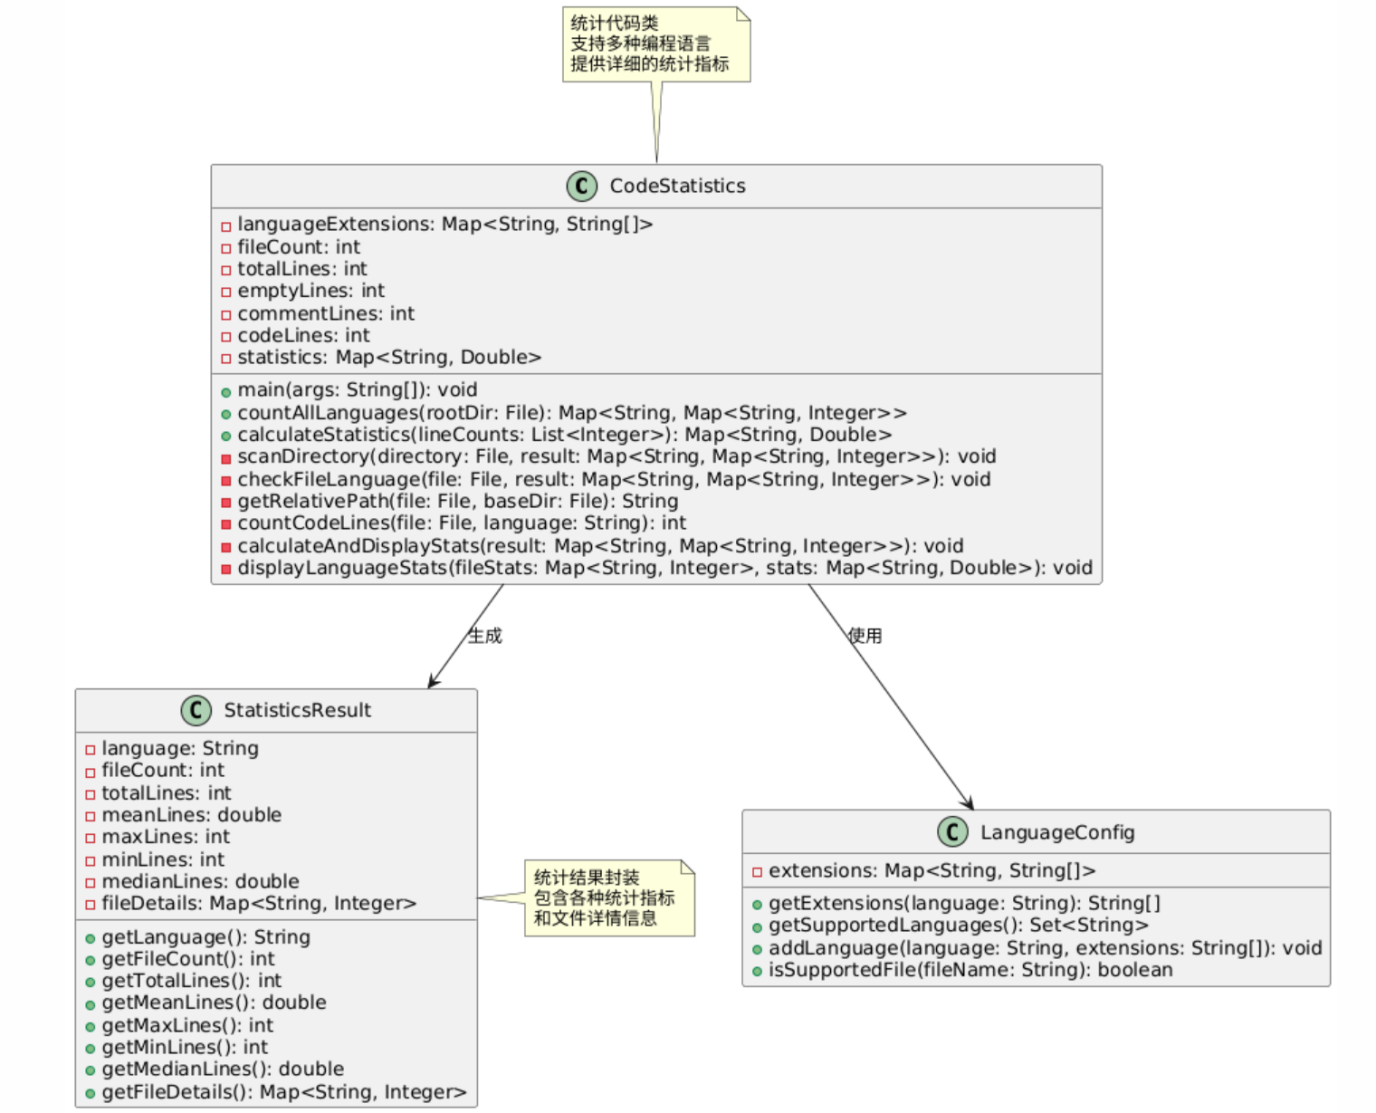 统计代码类
支持多种编程语言
提供详细的统计指标
C CodeStatistics
languageExtensions: Map<String, String[]>
fileCount: int
totalLines: int
emptyLines: int
commentLines: int
codeLines: int
statistics: Map<String, Double>
main(args: String[]): void
countAllLanguages(rootDir: File): Map<String, Map<String, Integer>>
calculateStatistics(lineCounts: List<Integer>): Map<String, Double>
scanDirectory(directory: File, result: Map<String, Map<String, Integer>>): void
checkFileLanguage(file: File, result: Map<String, Map<String, Integer>>): void
getRelativePath(file: File, baseDir: File): String
countCodeLines(file: File, language: String): int
calculateAndDisplayStats(result: Map<String, Map<String, Integer>>): void
displayLanguageStats(fileStats: Map<String, Integer>, stats: Map<String, Double>): void
生成
使用
C StatisticsResult
language: String
fileCount: int
totalLines: int
meanLines: double
maxLines: int
minLines: int
medianLines: double
fileDetails: Map<String, Integer>
getLanguage(): String
getFileCount(): int
getTotalLines(): int
getMeanLines(): double
getMaxLines(): int
getMinLines(): int
getMedianLines(): double
getFileDetails(): Map<String, Integer>
统计结果封装
包含各种统计指标
和文件详情信息
C LanguageConfig
extensions: Map<String, String[]>
getExtensions(language: String): String[]
getSupportedLanguages(): Set<String>
addLanguage(language: String, extensions: String[]): void
isSupportedFile(fileName: String): boolean